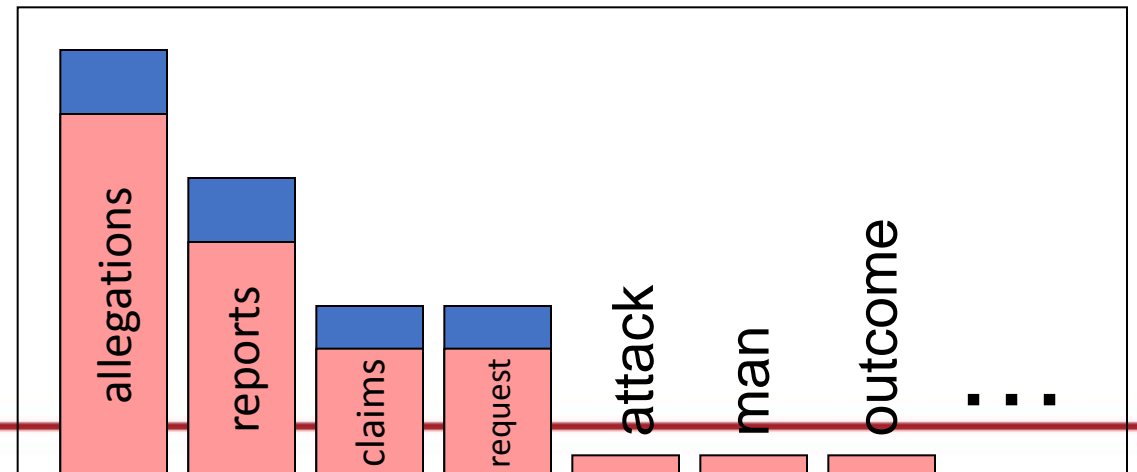 allegations
reports
claims
request
attack
man
outcome
...